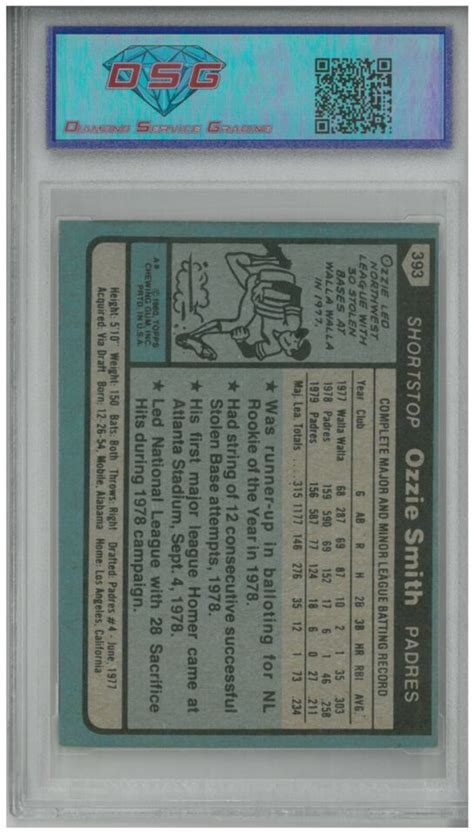 DSG
Diamond Service Grading
393
SHORTSTOP Ozzie Smith PADRES
COMPLETE MAJOR AND MINOR LEAGUE BATTING RECORD
Year Club G AB R H 2B 3B HR RBI AVG.
1977 Walla Walla 68 287 69 87 10 2 1 35 .303
1978 Padres 159 590 69 152 17 6 1 46 .258
1979 Padres 156 587 77 124 18 6 0 27 .211
Maj. Lea Totals 315 1177 146 276 35 12 1 73 .234
OZZIE LED
NORTHWEST
LEAGUE WITH
30 STOLEN
BASES AT
WALLA WALLA
IN 1977.
A★
© 1980 TOPPS
CHEWING GUM, INC.
PRTD. IN U.S.A.
★ Was runner-up in balloting for NL
Rookie of the Year in 1978.
★ Had string of 12 consecutive successful
Stolen Base attempts, 1978.
★ His first major league Homer came at
Atlanta Stadium, Sept. 4, 1978.
★ Led National League with 28 Sacrifice
Hits during 1978 campaign.
Height: 5'10" Weight: 150 Bats: Both Throws: Right Drafted: Padres #4 - June, 1977
Acquired: Via Draft Born: 12-26-54, Mobile, Alabama Home: Los Angeles, California